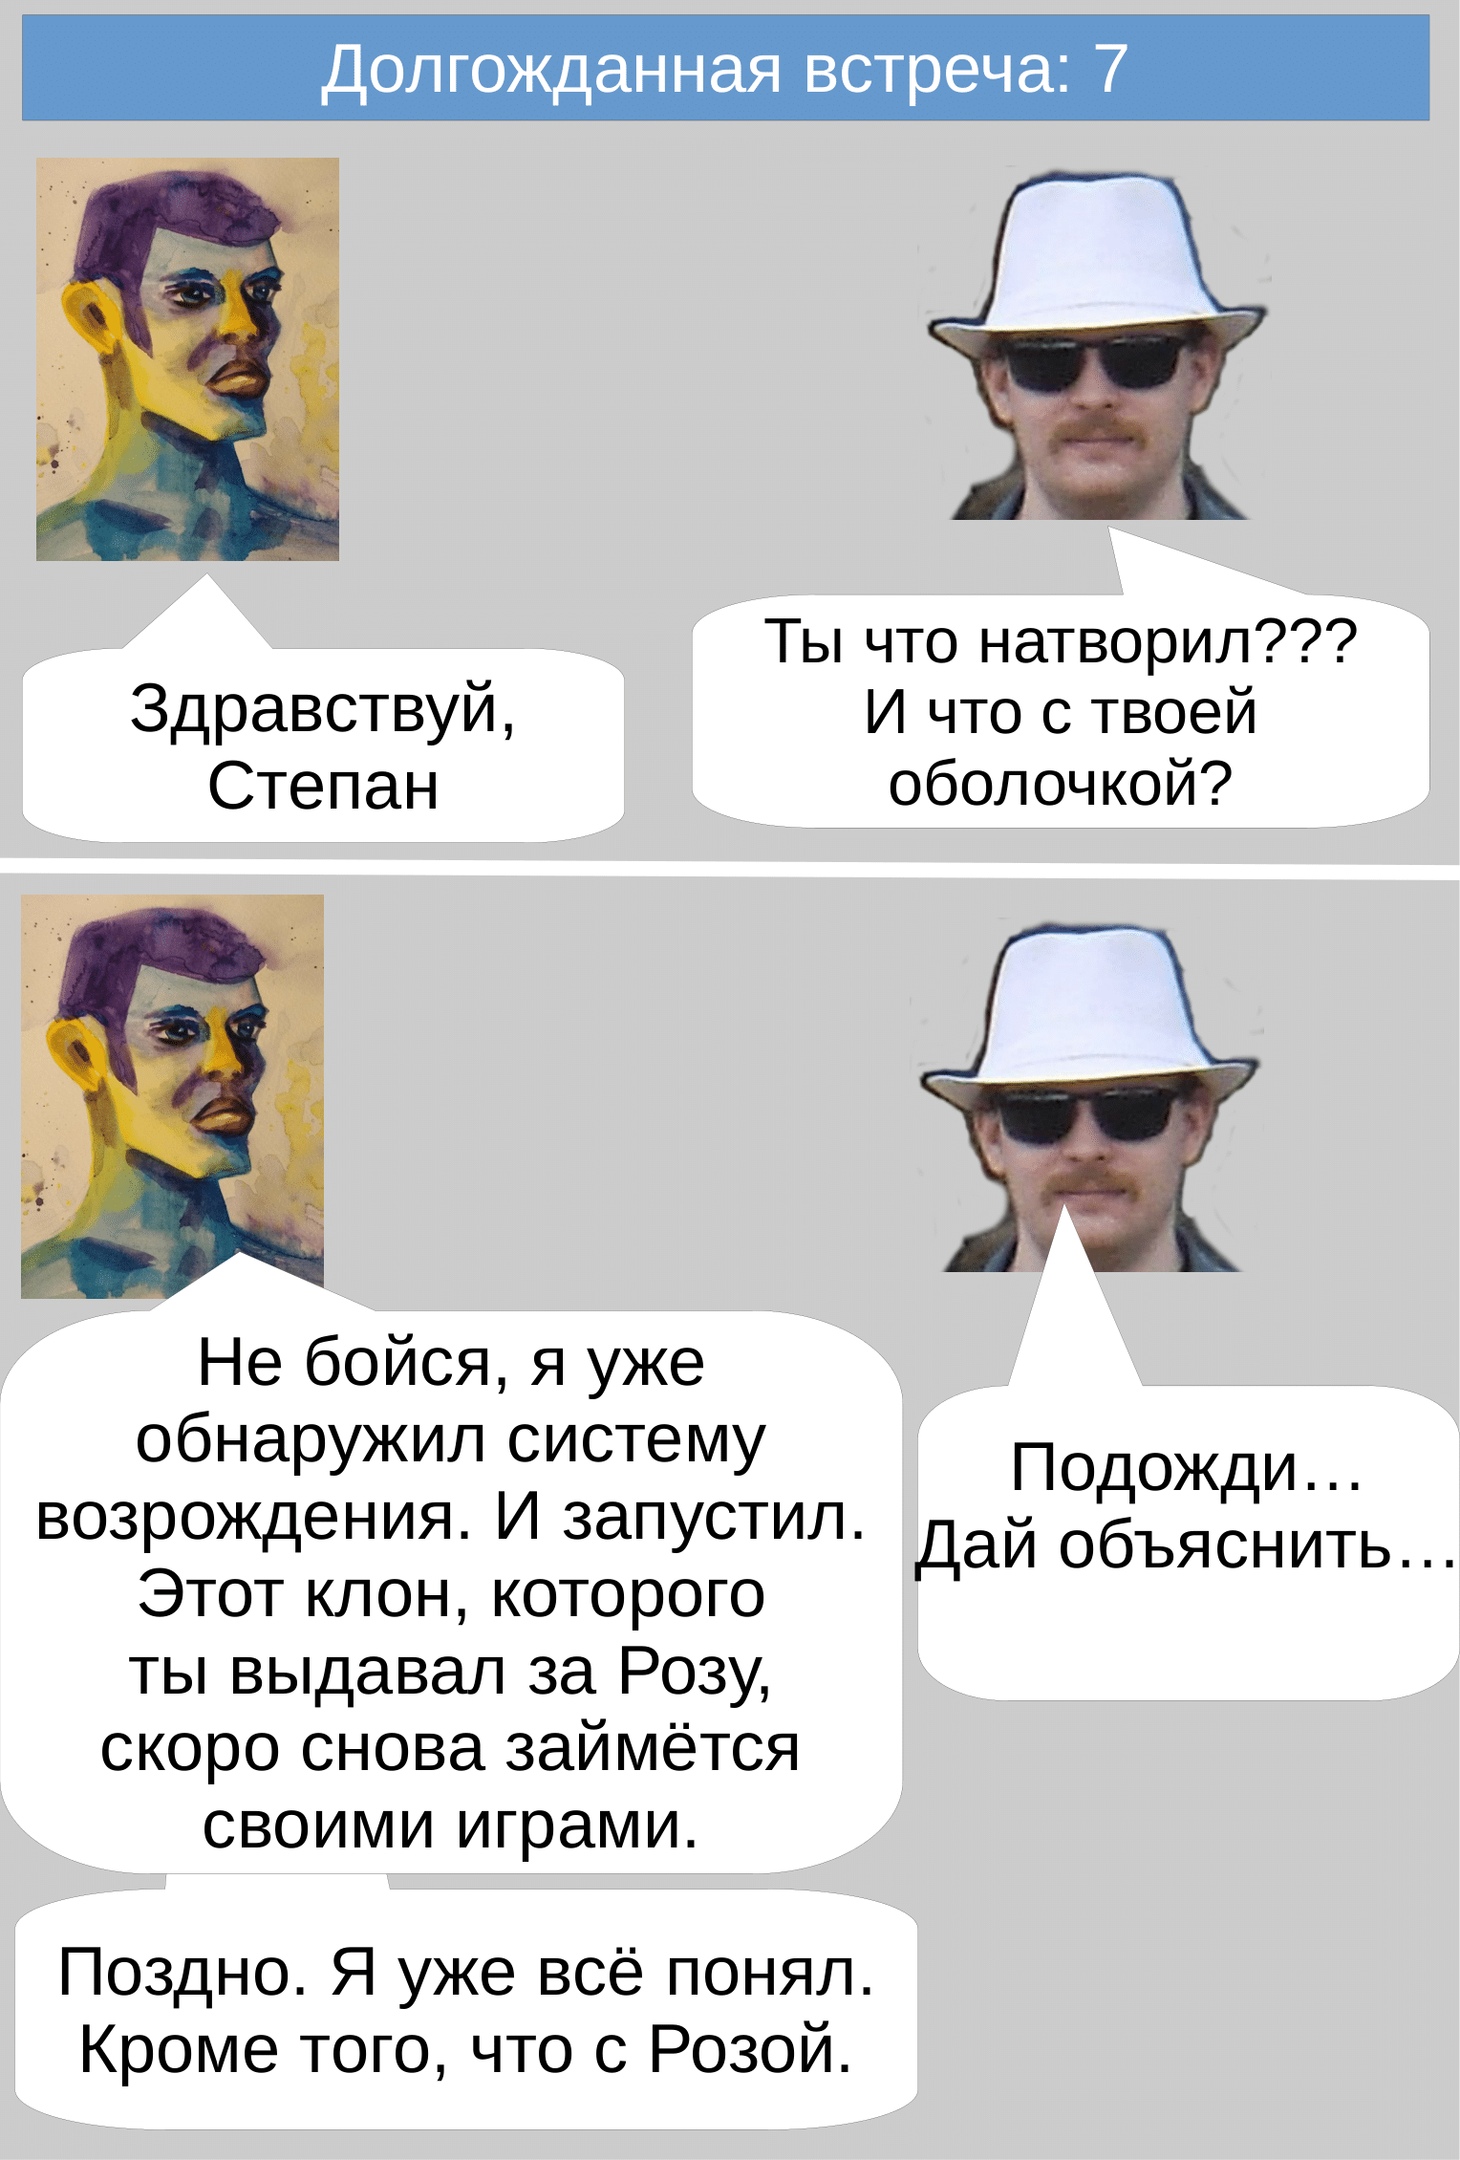 Долгожданная встреча: 7
Здравствуй,
Степан
Ты что натворил???
И что с твоей
оболочкой?
Не бойся, я уже
обнаружил систему
возрождения. И запустил.
Этот клон, которого
ты выдавал за Розу,
скоро снова займётся
своими играми.
Подожди…
Дай объяснить…
Поздно. Я уже всё понял.
Кроме того, что с Розой.